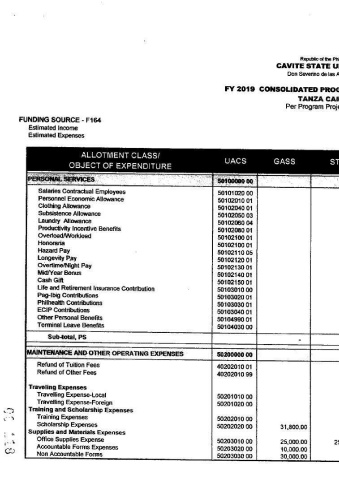 Republic of the Ph
CAVITE STATE U
Don Severino de las A
FY 2019 CONSOLIDATED PROG
TANZA CA
Per Program Proje
FUNDING SOURCE - F164
Estimated Income
Estimated Expenses
ALLOTMENT CLASS/ OBJECT OF EXPENDITURE UACS GASS ST
PERSONAL SERVICES 50100000 00
Salaries Contractual Employees 50101020 00
Personnel Economic Allowance 50102010 01
Clothing Allowance 50102040 01
Subsistence Allowance 50102050 03
Laundry Allowance 50102060 04
Productivity Incentive Benefits 50102080 01
Overload/Workload 50102100 01
Honoraria 50102100 01
Hazard Pay 50102110 05
Longevity Pay 50102120 01
Overtime/Night Pay 50102130 01
Mid/Year Bonus 50102140 01
Cash Gift 50102150 01
Life and Retirement Insurance Contribution 50103010 00
Pag-Ibig Contributions 50103020 01
Philhealth Contributions 50103030 01
ECIP Contributions 50103040 01
Other Personal Benefits 50104990 01
Terminal Leave Benefits 50104030 00
Sub-total, PS
MAINTENANCE AND OTHER OPERATING EXPENSES 50200000 00
Refund of Tuition Fees 40202010 01
Refund of Other Fees 40202010 99
Traveling Expenses
Travelling Expense-Local 50201010 00
Travelling Expense-Foreign 50201020 00
Training and Scholarship Expenses
Training Expenses 50202010 00
Scholarship Expenses 50202020 00 31,800.00
Supplies and Materials Expenses
Office Supplies Expense 50203010 00 25,000.00 25
Accountable Forms Expenses 50203020 00 10,000.00
Non Accountable Forms 50203030 00 30,000.00